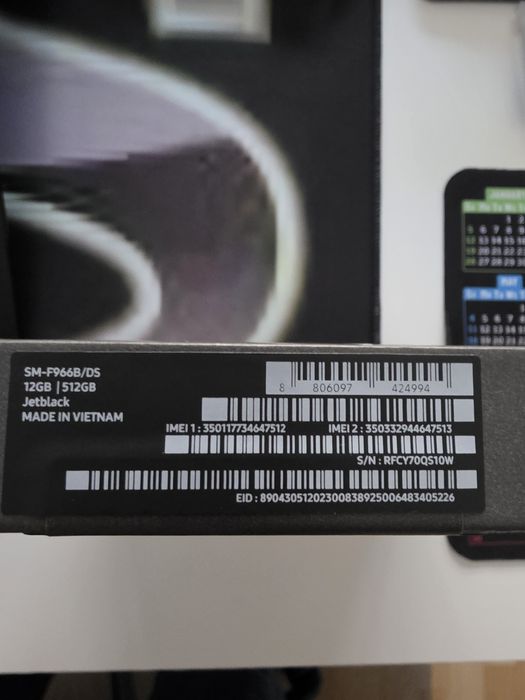 SM-F966B/DS
12GB | 512GB
Jetblack
MADE IN VIETNAM
8 806097 424994
IMEI 1 : 350117734647512 IMEI 2 : 350332944647513
S/N : RFCY70QS10W
EID : 89043051202300838925006483405226
MAY